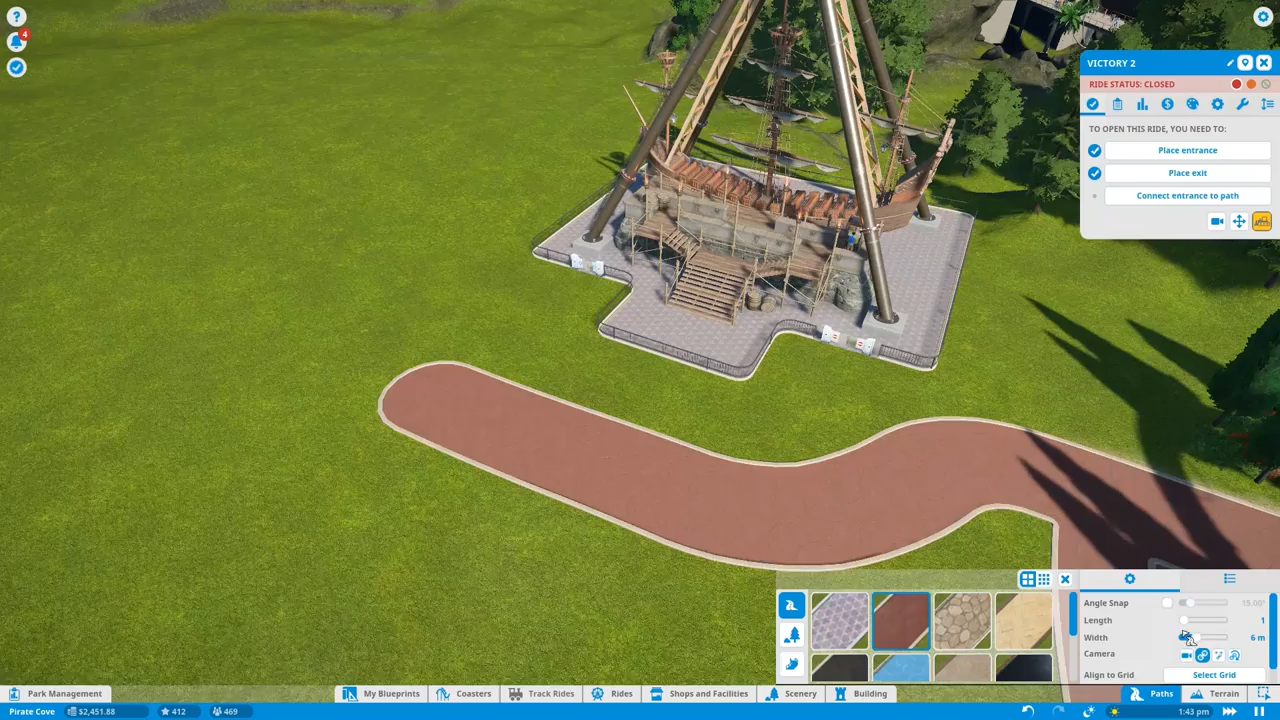 ?
4
VICTORY 2
RIDE STATUS: CLOSED
TO OPEN THIS RIDE, YOU NEED TO:
Place entrance
Place exit
Connect entrance to path
Angle Snap 15.00°
Length 1
Width 6 m
Camera
Align to Grid Select Grid
Park Management My Blueprints Coasters Track Rides Rides Shops and Facilities Scenery Building Paths Terrain
Pirate Cove $2,451.88 412 469 1:43 pm